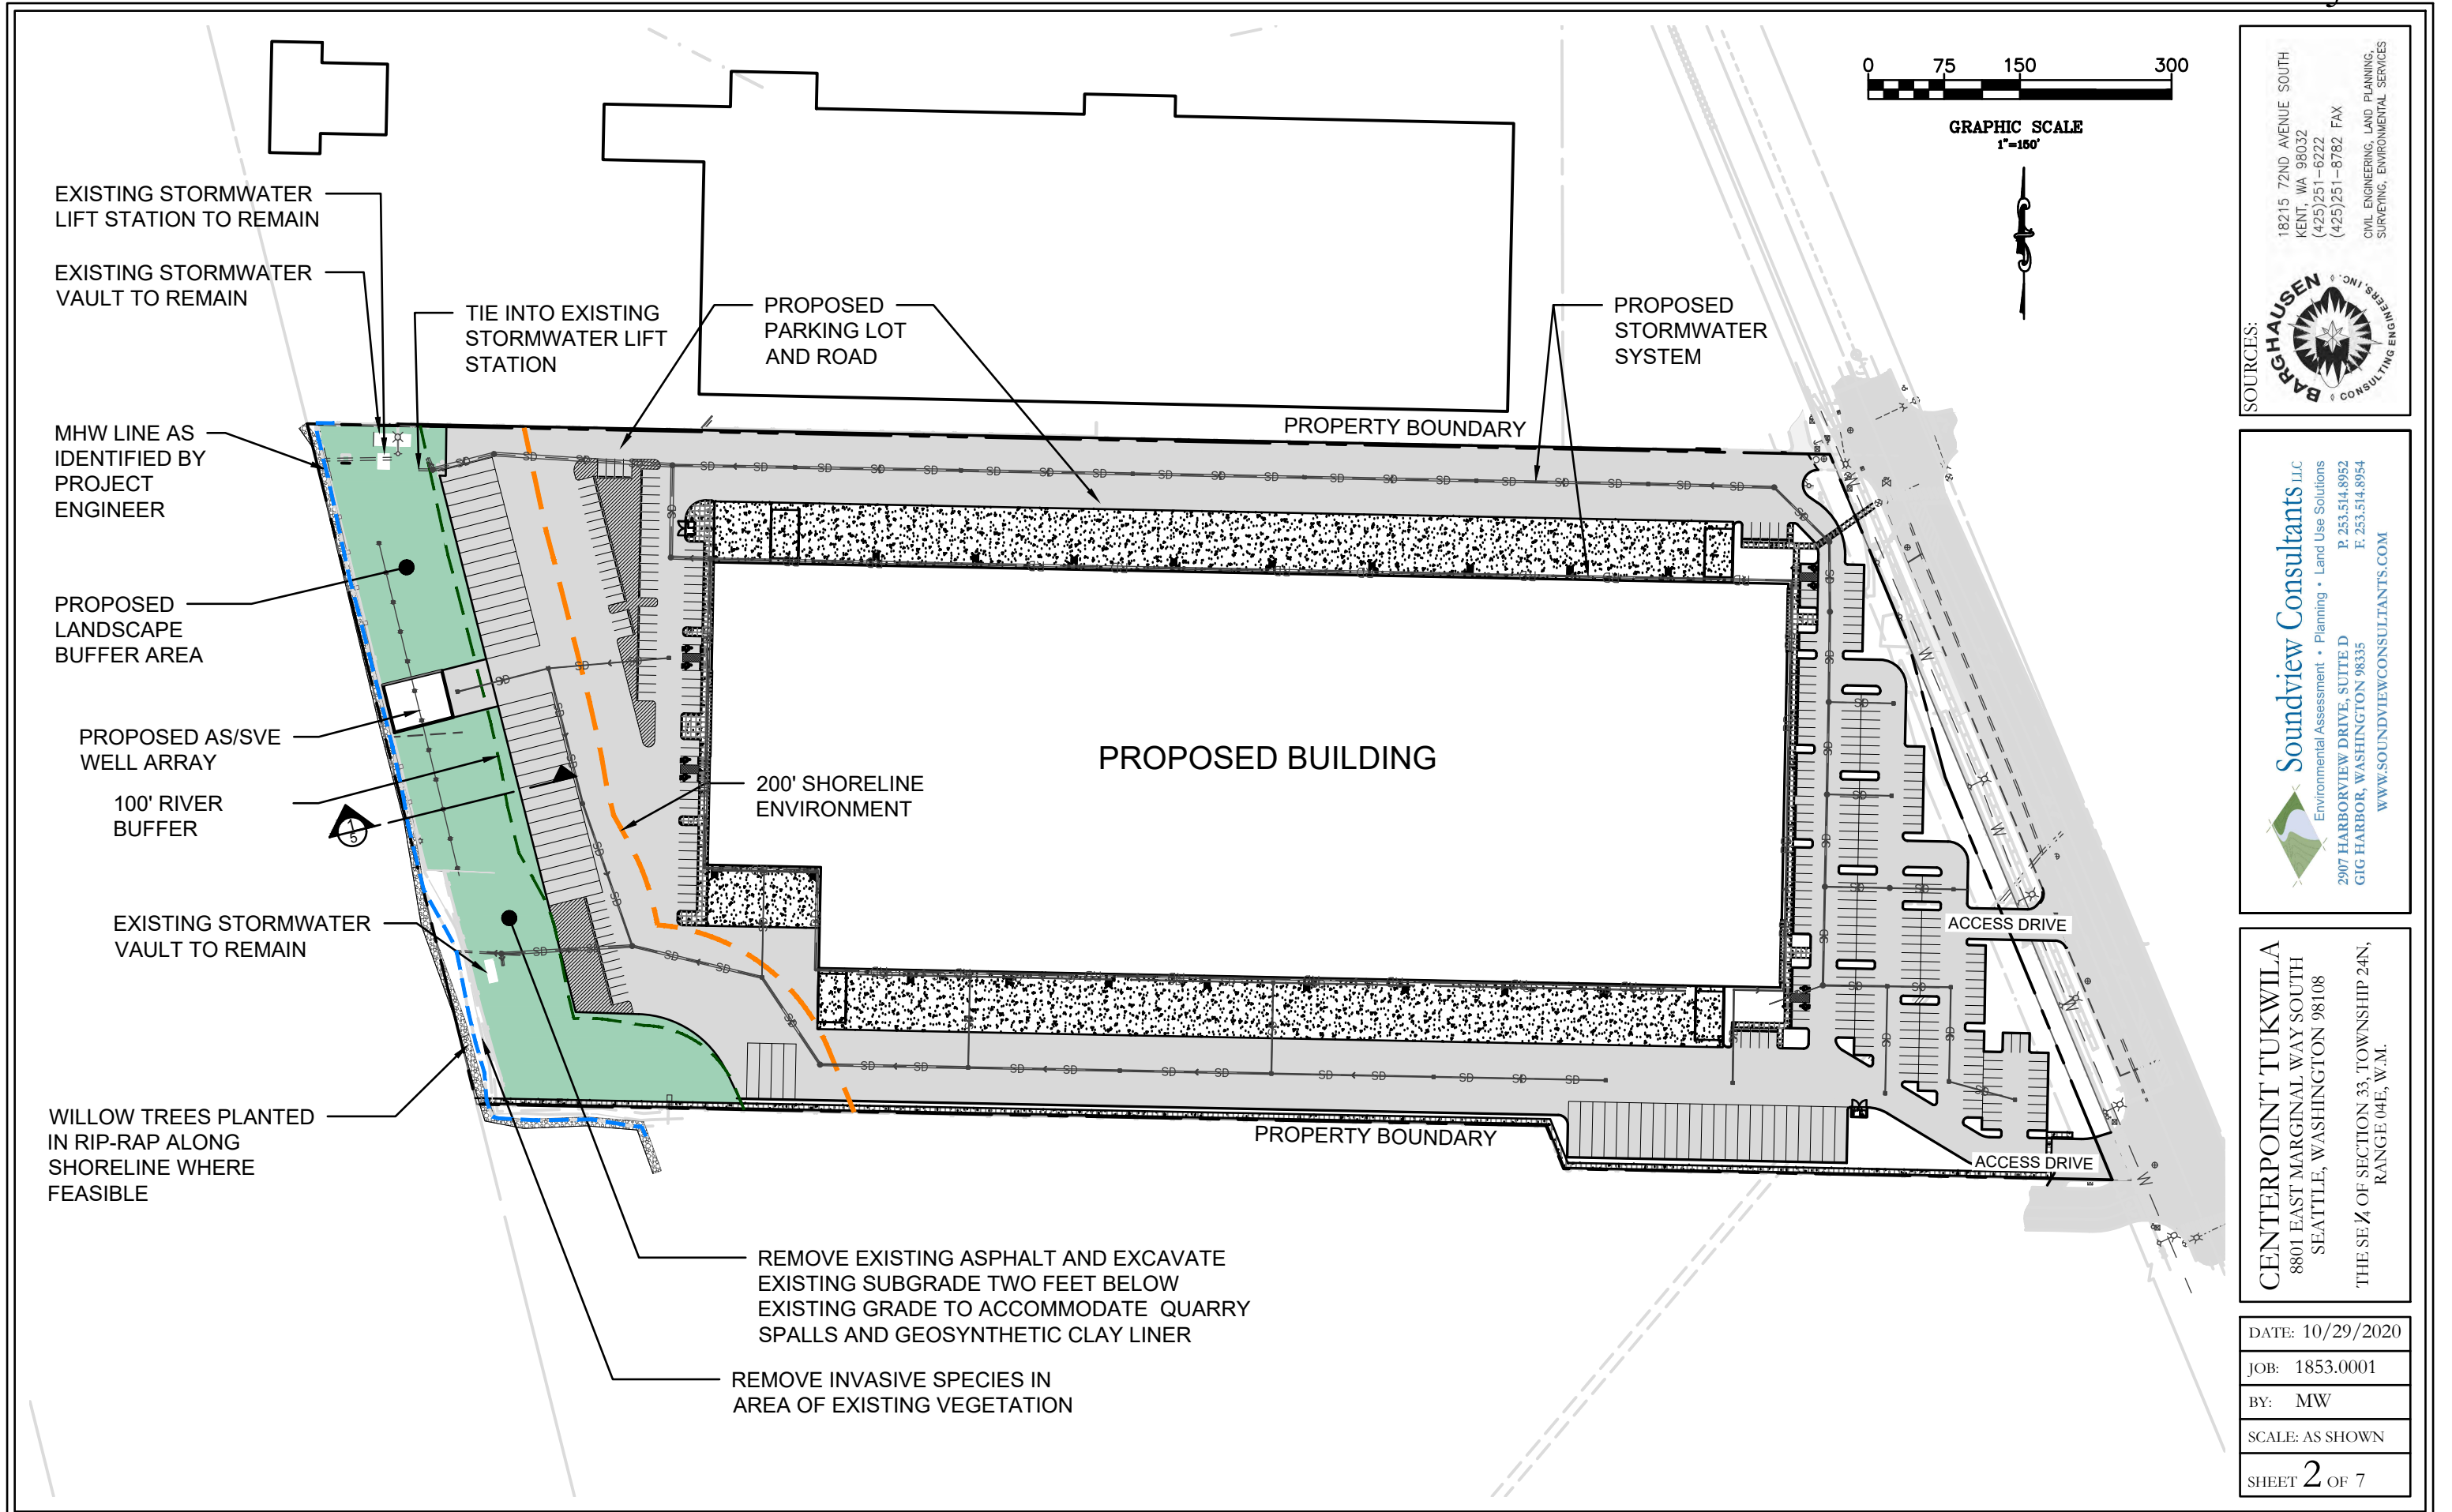 0 75 150 300
GRAPHIC SCALE
1"=150'
EXISTING STORMWATER
LIFT STATION TO REMAIN
EXISTING STORMWATER
VAULT TO REMAIN
TIE INTO EXISTING
STORMWATER LIFT
STATION
PROPOSED
PARKING LOT
AND ROAD
PROPOSED
STORMWATER
SYSTEM
MHW LINE AS
IDENTIFIED BY
PROJECT
ENGINEER
PROPERTY BOUNDARY
PROPOSED
LANDSCAPE
BUFFER AREA
PROPOSED AS/SVE
WELL ARRAY
100' RIVER
BUFFER
1
5
200' SHORELINE
ENVIRONMENT
PROPOSED BUILDING
EXISTING STORMWATER
VAULT TO REMAIN
ACCESS DRIVE
WILLOW TREES PLANTED
IN RIP-RAP ALONG
SHORELINE WHERE
FEASIBLE
PROPERTY BOUNDARY
ACCESS DRIVE
REMOVE EXISTING ASPHALT AND EXCAVATE
EXISTING SUBGRADE TWO FEET BELOW
EXISTING GRADE TO ACCOMMODATE QUARRY
SPALLS AND GEOSYNTHETIC CLAY LINER
REMOVE INVASIVE SPECIES IN
AREA OF EXISTING VEGETATION
SOURCES:
BARGHAUSEN
CONSULTING ENGINEERS, INC.
18215 72ND AVENUE SOUTH
KENT, WA 98032
(425)251-6222
(425)251-8782 FAX
CIVIL ENGINEERING, LAND PLANNING,
SURVEYING, ENVIRONMENTAL SERVICES
Soundview Consultants LLC
Environmental Assessment • Planning • Land Use Solutions
2907 HARBORVIEW DRIVE, SUITE D P. 253.514.8952
GIG HARBOR, WASHINGTON 98335 F. 253.514.8954
WWW.SOUNDVIEWCONSULTANTS.COM
CENTERPOINT TUKWILA
8801 EAST MARGINAL WAY SOUTH
SEATTLE, WASHINGTON 98108
THE SE 1/4 OF SECTION 33, TOWNSHIP 24N,
RANGE 04E, W.M.
DATE: 10/29/2020
JOB: 1853.0001
BY: MW
SCALE: AS SHOWN
SHEET 2 OF 7